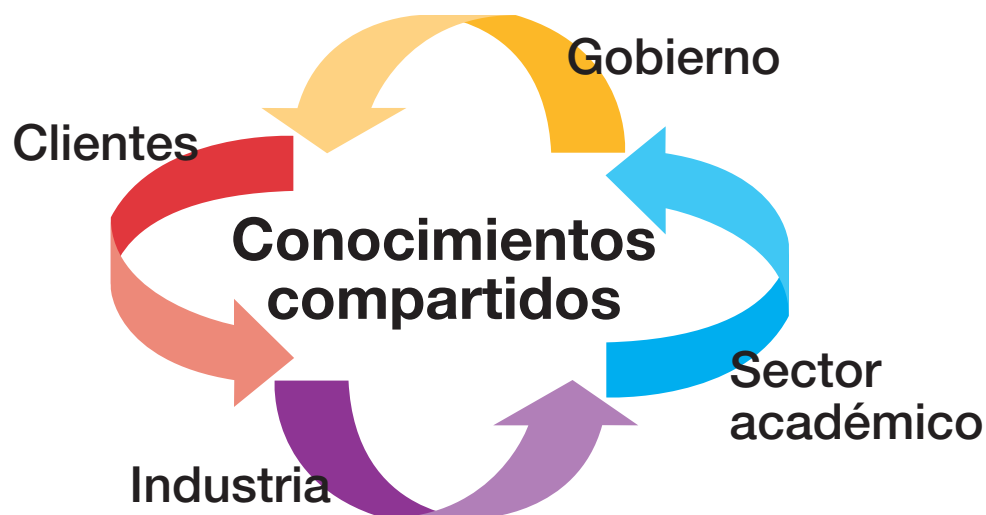 Gobierno
Clientes
Conocimientos
compartidos
Sector
académico
Industria